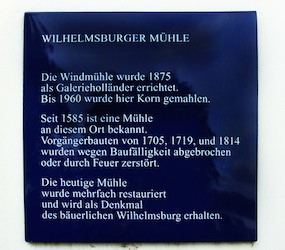 WILHELMSBURGER MÜHLE
Die Windmühle wurde 1875
als Galerieholländer errichtet.
Bis 1960 wurde hier Korn gemahlen.
Seit 1585 ist eine Mühle
an diesem Ort bekannt.
Vorgängerbauten von 1705, 1719, und 1814
wurden wegen Baufälligkeit abgebrochen
oder durch Feuer zerstört.
Die heutige Mühle
wurde mehrfach restauriert
und wird als Denkmal
des bäuerlichen Wilhelmsburg erhalten.